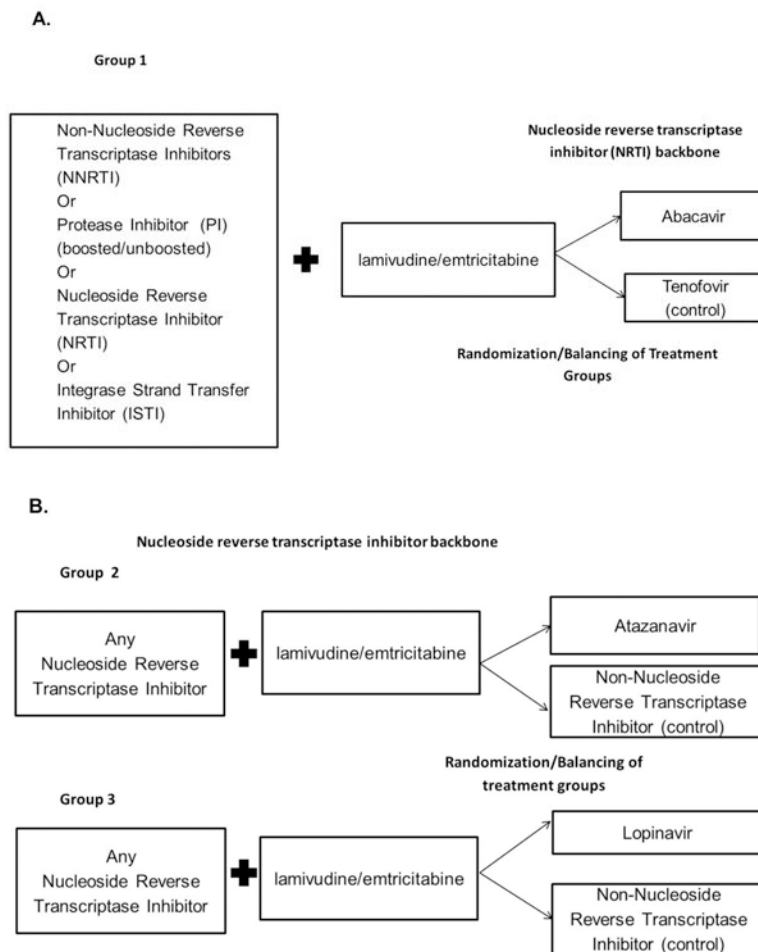 A.
Group 1
Non-Nucleoside Reverse
Transcriptase Inhibitors
(NNRTI)
Or
Protease Inhibitor (PI)
(boosted/unboosted)
Or
Nucleoside Reverse
Transcriptase Inhibitor
(NRTI)
Or
Integrase Strand Transfer
Inhibitor (ISTI)
lamivudine/emtricitabine
Nucleoside reverse transcriptase
inhibitor (NRTI) backbone
Abacavir
Tenofovir
(control)
Randomization/Balancing of Treatment
Groups
B.
Nucleoside reverse transcriptase inhibitor backbone
Group 2
Any
Nucleoside Reverse
Transcriptase Inhibitor
lamivudine/emtricitabine
Atazanavir
Non-Nucleoside
Reverse Transcriptase
Inhibitor (control)
Randomization/Balancing of
treatment groups
Group 3
Any
Nucleoside Reverse
Transcriptase Inhibitor
lamivudine/emtricitabine
Lopinavir
Non-Nucleoside
Reverse Transcriptase
Inhibitor (control)